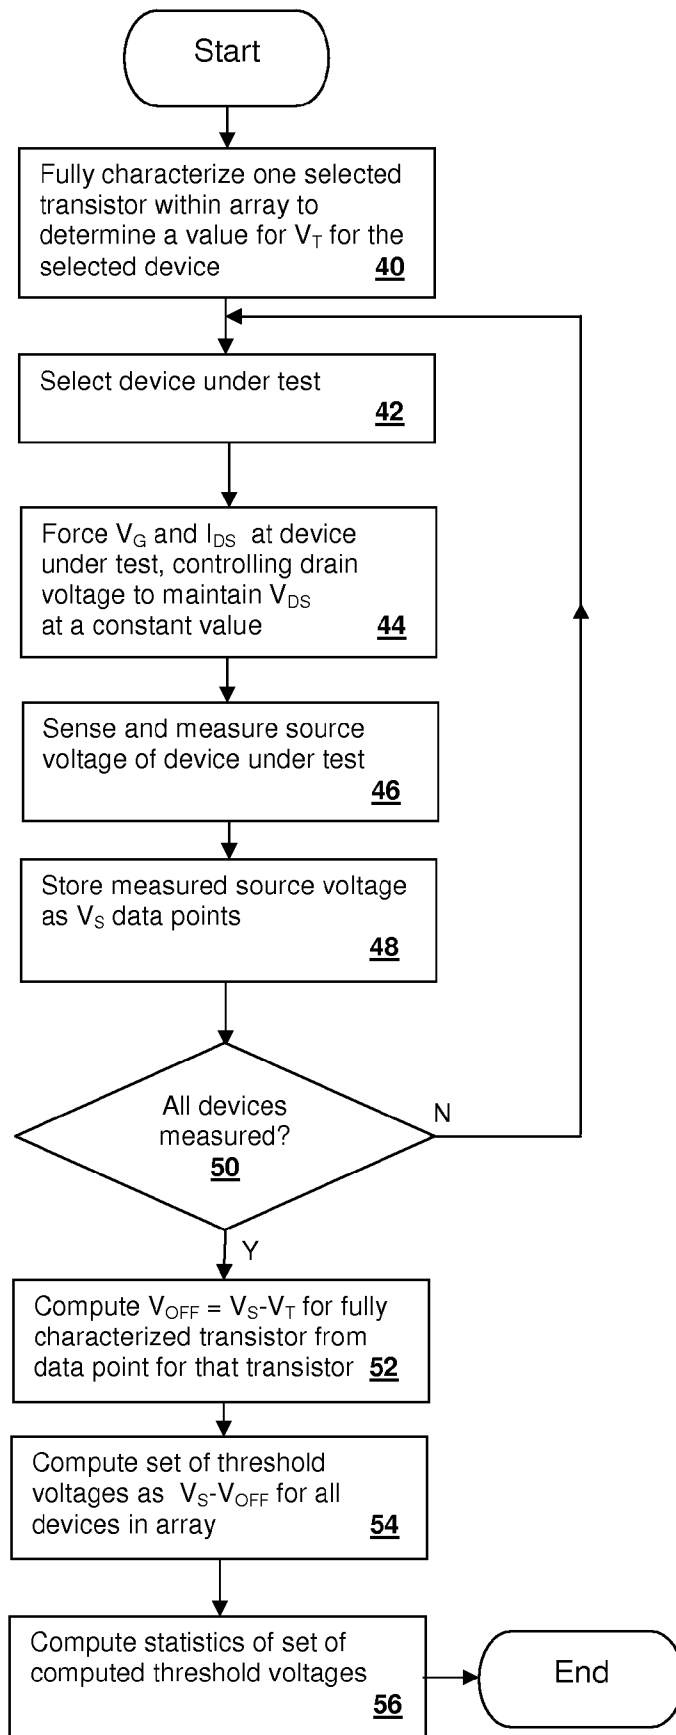 Start
Fully characterize one selected
transistor within array to
determine a value for VT for the
selected device 40
Select device under test
42
Force VG and IDS at device
under test, controlling drain
voltage to maintain VDS
at a constant value 44
Sense and measure source
voltage of device under test
46
Store measured source voltage
as VS data points
48
All devices
measured?
50
N
Y
Compute VOFF = VS-VT for fully
characterized transistor from
data point for that transistor 52
Compute set of threshold
voltages as VS-VOFF for all
devices in array 54
Compute statistics of set of
computed threshold voltages
56
End